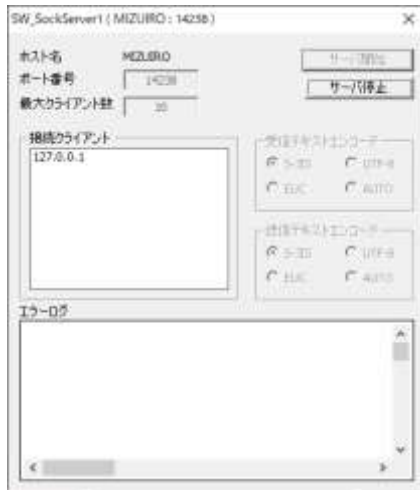 SW_SockServer1 ( MIZUIRO : 14238 )
ホスト名 MIZUIRO
サーバ開始
ポート番号 14238
サーバ停止
最大クライアント数 10
接続クライアント
127.0.0.1
受信テキストエンコード
S-JIS UTF-8
EUC AUTO
送信テキストエンコード
S-JIS UTF-8
EUC AUTO
エラーログ